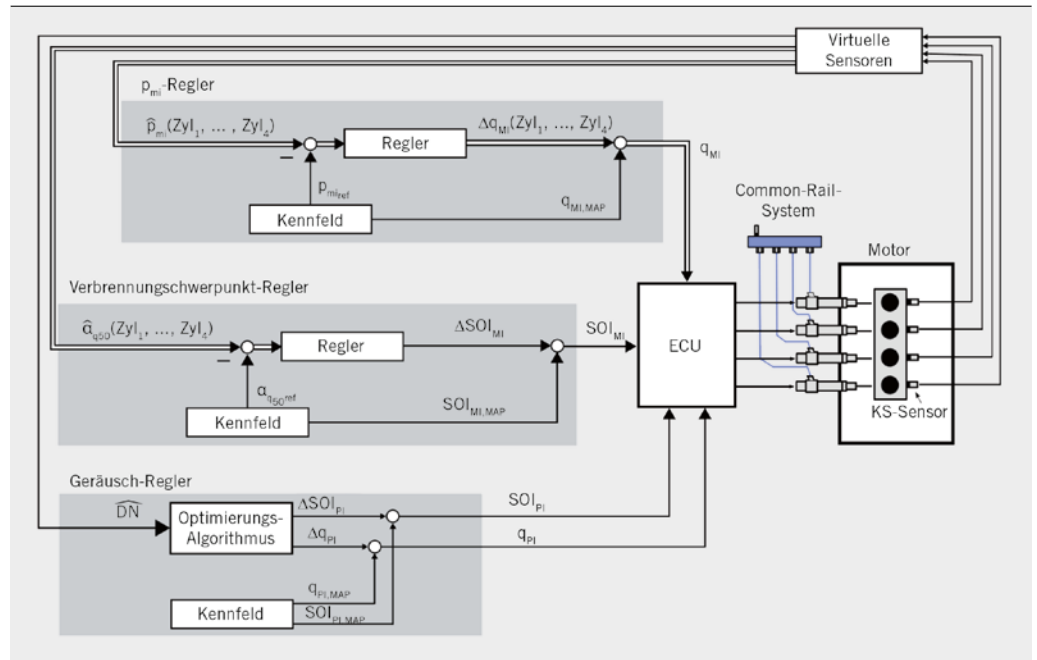 Virtuelle
Sensoren
p_mi-Regler
p̂_mi(Zyl_1, ... , Zyl_4)
Δq_MI(Zyl_1, ..., Zyl_4)
Regler
q_MI
–
p_mi_ref
q_MI,MAP
Kennfeld
Common-Rail-
System
Motor
Verbrennungschwerpunkt-Regler
α̂_q50(Zyl_1, ..., Zyl_4)
ΔSOI_MI
SOI_MI
Regler
ECU
–
α_q50ref
SOI_MI,MAP
Kennfeld
KS-Sensor
Geräusch-Regler
D̂N
Optimierungs-
Algorithmus
ΔSOI_PI
SOI_PI
Δq_PI
q_PI
q_PI,MAP
Kennfeld
SOI_PI,MAP